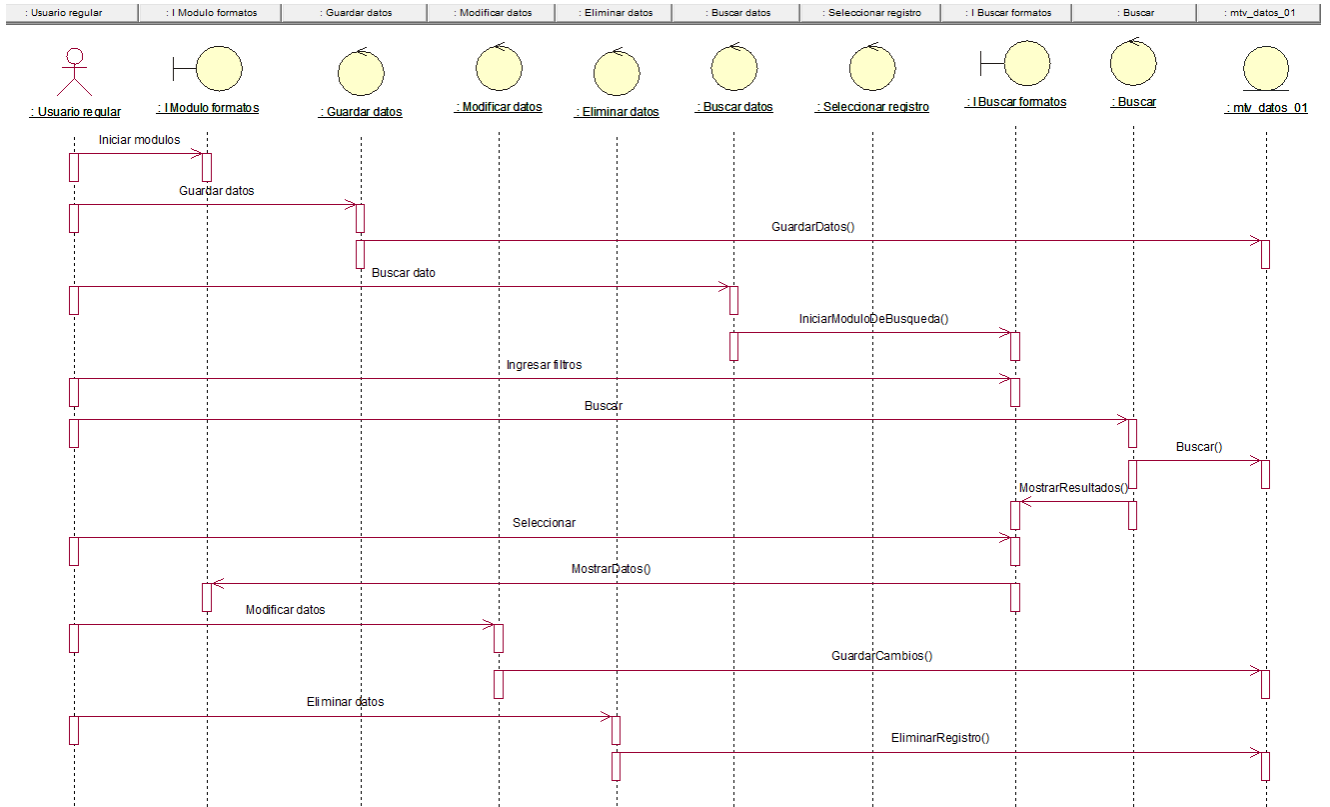 : Usuario regular
: I Modulo formatos
: Guardar datos
: Modificar datos
: Eliminar datos
: Buscar datos
: Seleccionar registro
: I Buscar formatos
: Buscar
: mtv_datos_01
: Usuario regular
: I Modulo formatos
: Guardar datos
: Modificar datos
: Eliminar datos
: Buscar datos
: Seleccionar registro
: I Buscar formatos
: Buscar
: mtv_datos_01
Iniciar modulos
Guardar datos
GuardarDatos()
Buscar dato
IniciarModuloDeBusqueda()
Ingresar filtros
Buscar
Buscar()
MostrarResultados()
Seleccionar
MostrarDatos()
Modificar datos
GuardarCambios()
Eliminar datos
EliminarRegistro()